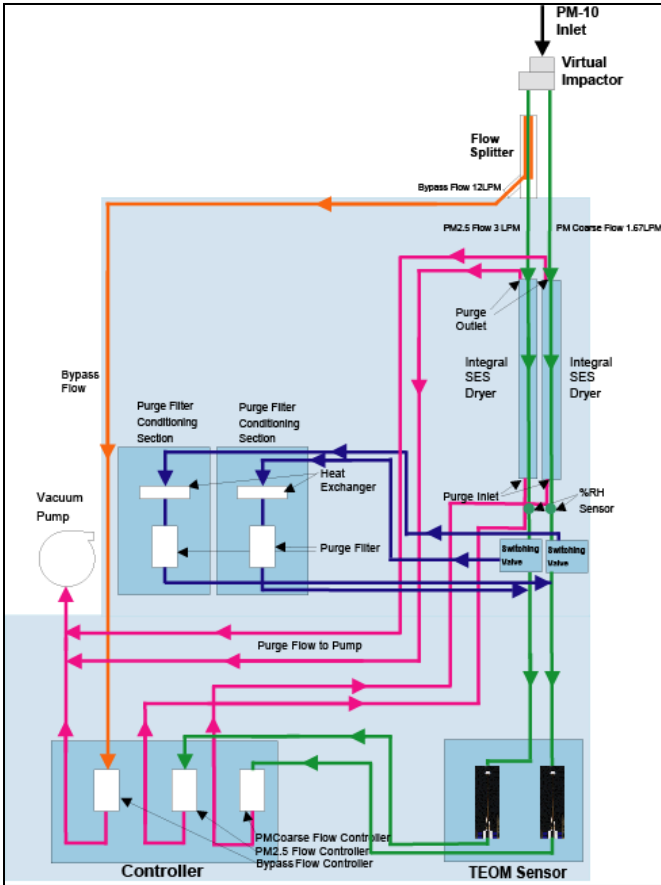 PM-10
Inlet
Virtual
Impactor
Flow
Splitter
Bypass Flow 12LPM
PM2.5 Flow 3 LPM
PM Coarse Flow 1.67LPM
Purge
Outlet
Integral
SES
Dryer
Integral
SES
Dryer
Bypass
Flow
Purge Filter
Conditioning
Section
Purge Filter
Conditioning
Section
Heat
Exchanger
Vacuum
Pump
Purge Inlet
%RH
Sensor
Purge Filter
Switching
Valve
Switching
Valve
Purge Flow to Pump
PMCoarse Flow Controller
PM2.5 Flow Controller
Bypass Flow Controller
Controller
TEOM Sensor